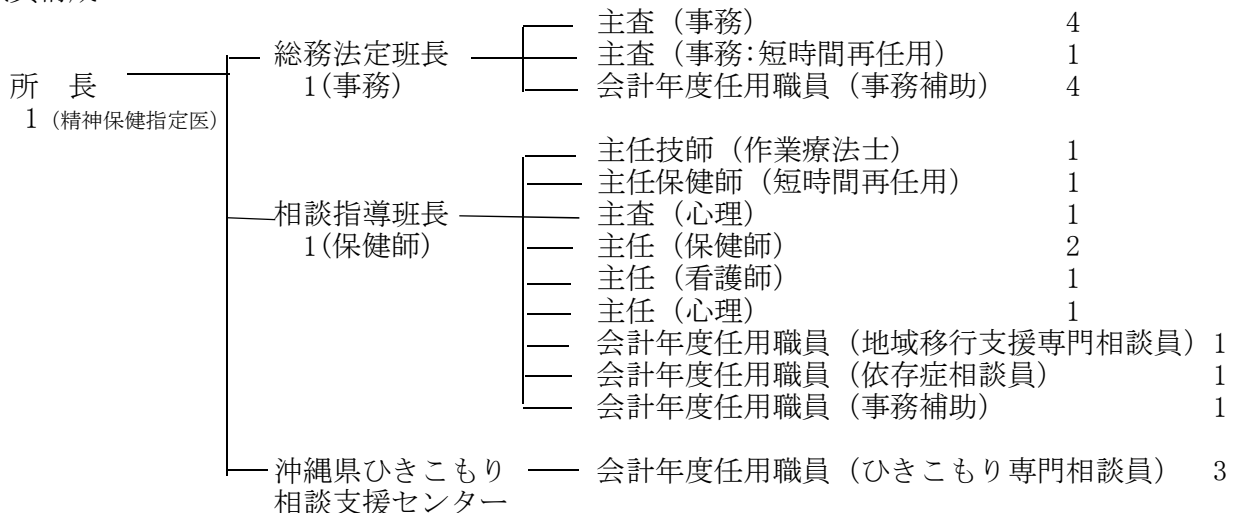 主査（事務） 4
総務法定班長 主査（事務:短時間再任用） 1
所　長 1(事務) 会計年度任用職員（事務補助） 4
1（精神保健指定医）
主任技師（作業療法士） 1
主任保健師（短時間再任用） 1
相談指導班長 主査（心理） 1
1(保健師) 主任（保健師） 2
主任（看護師） 1
主任（心理） 1
会計年度任用職員（地域移行支援専門相談員） 1
会計年度任用職員（依存症相談員） 1
会計年度任用職員（事務補助） 1
沖縄県ひきこもり 会計年度任用職員（ひきこもり専門相談員） 3
相談支援センター